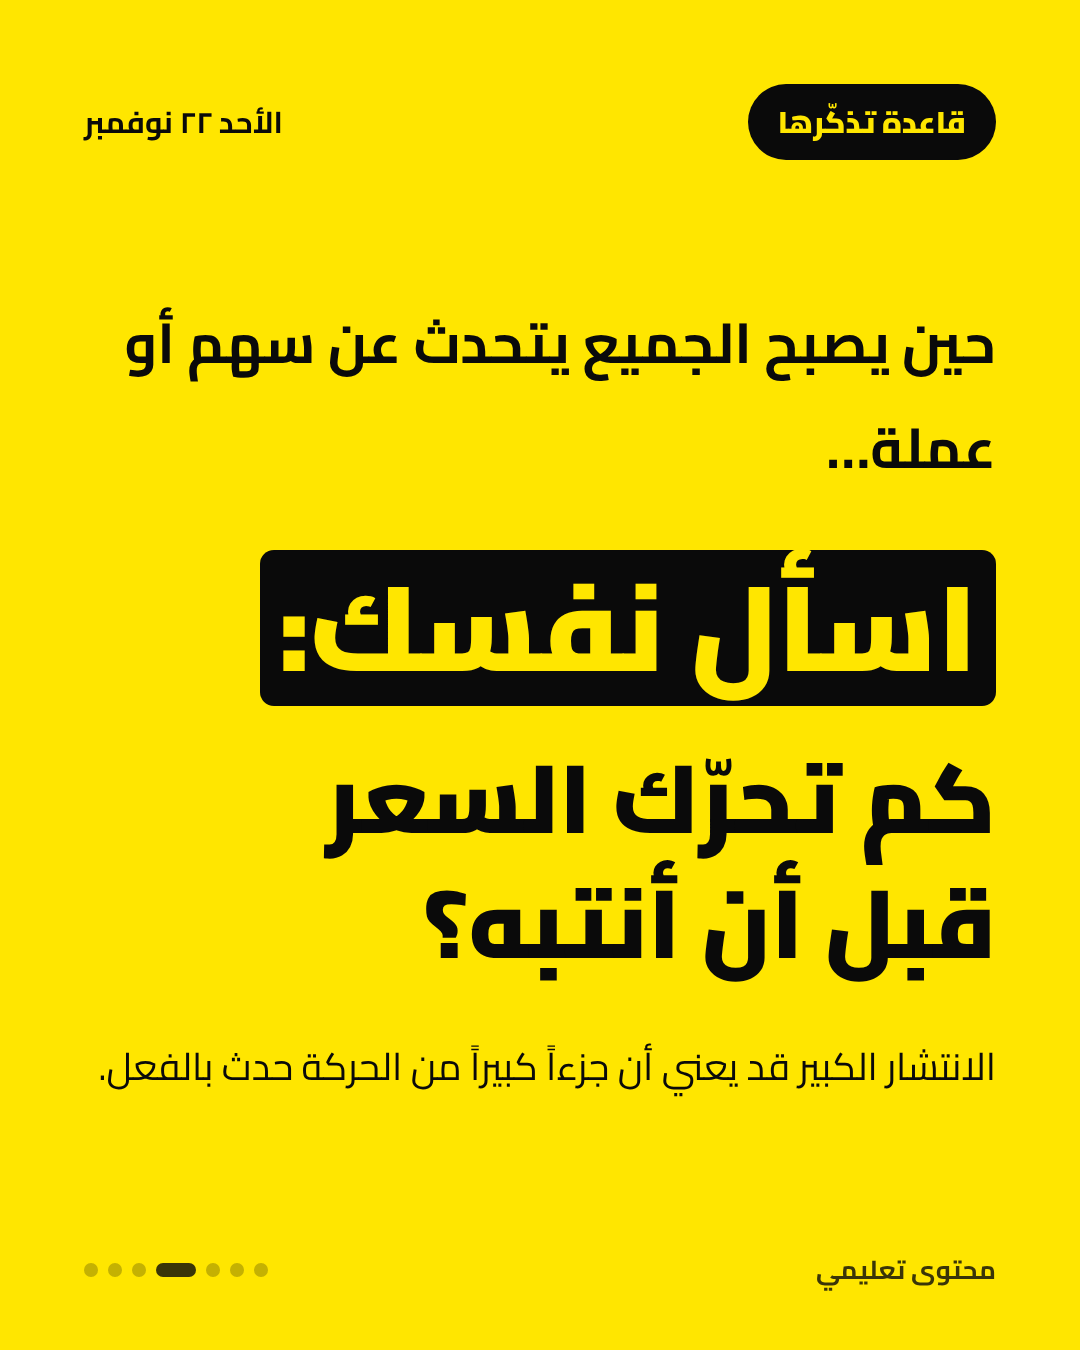 قاعدة تذكّرها
الأحد ٢٢ نوفمبر
حين يصبح الجميع يتحدث عن سهم أو
عملة...
اسأل نفسك:
كم تحرّك السعر
قبل أن أنتبه؟
الانتشار الكبير قد يعني أن جزءاً كبيراً من الحركة حدث بالفعل.
محتوى تعليمي